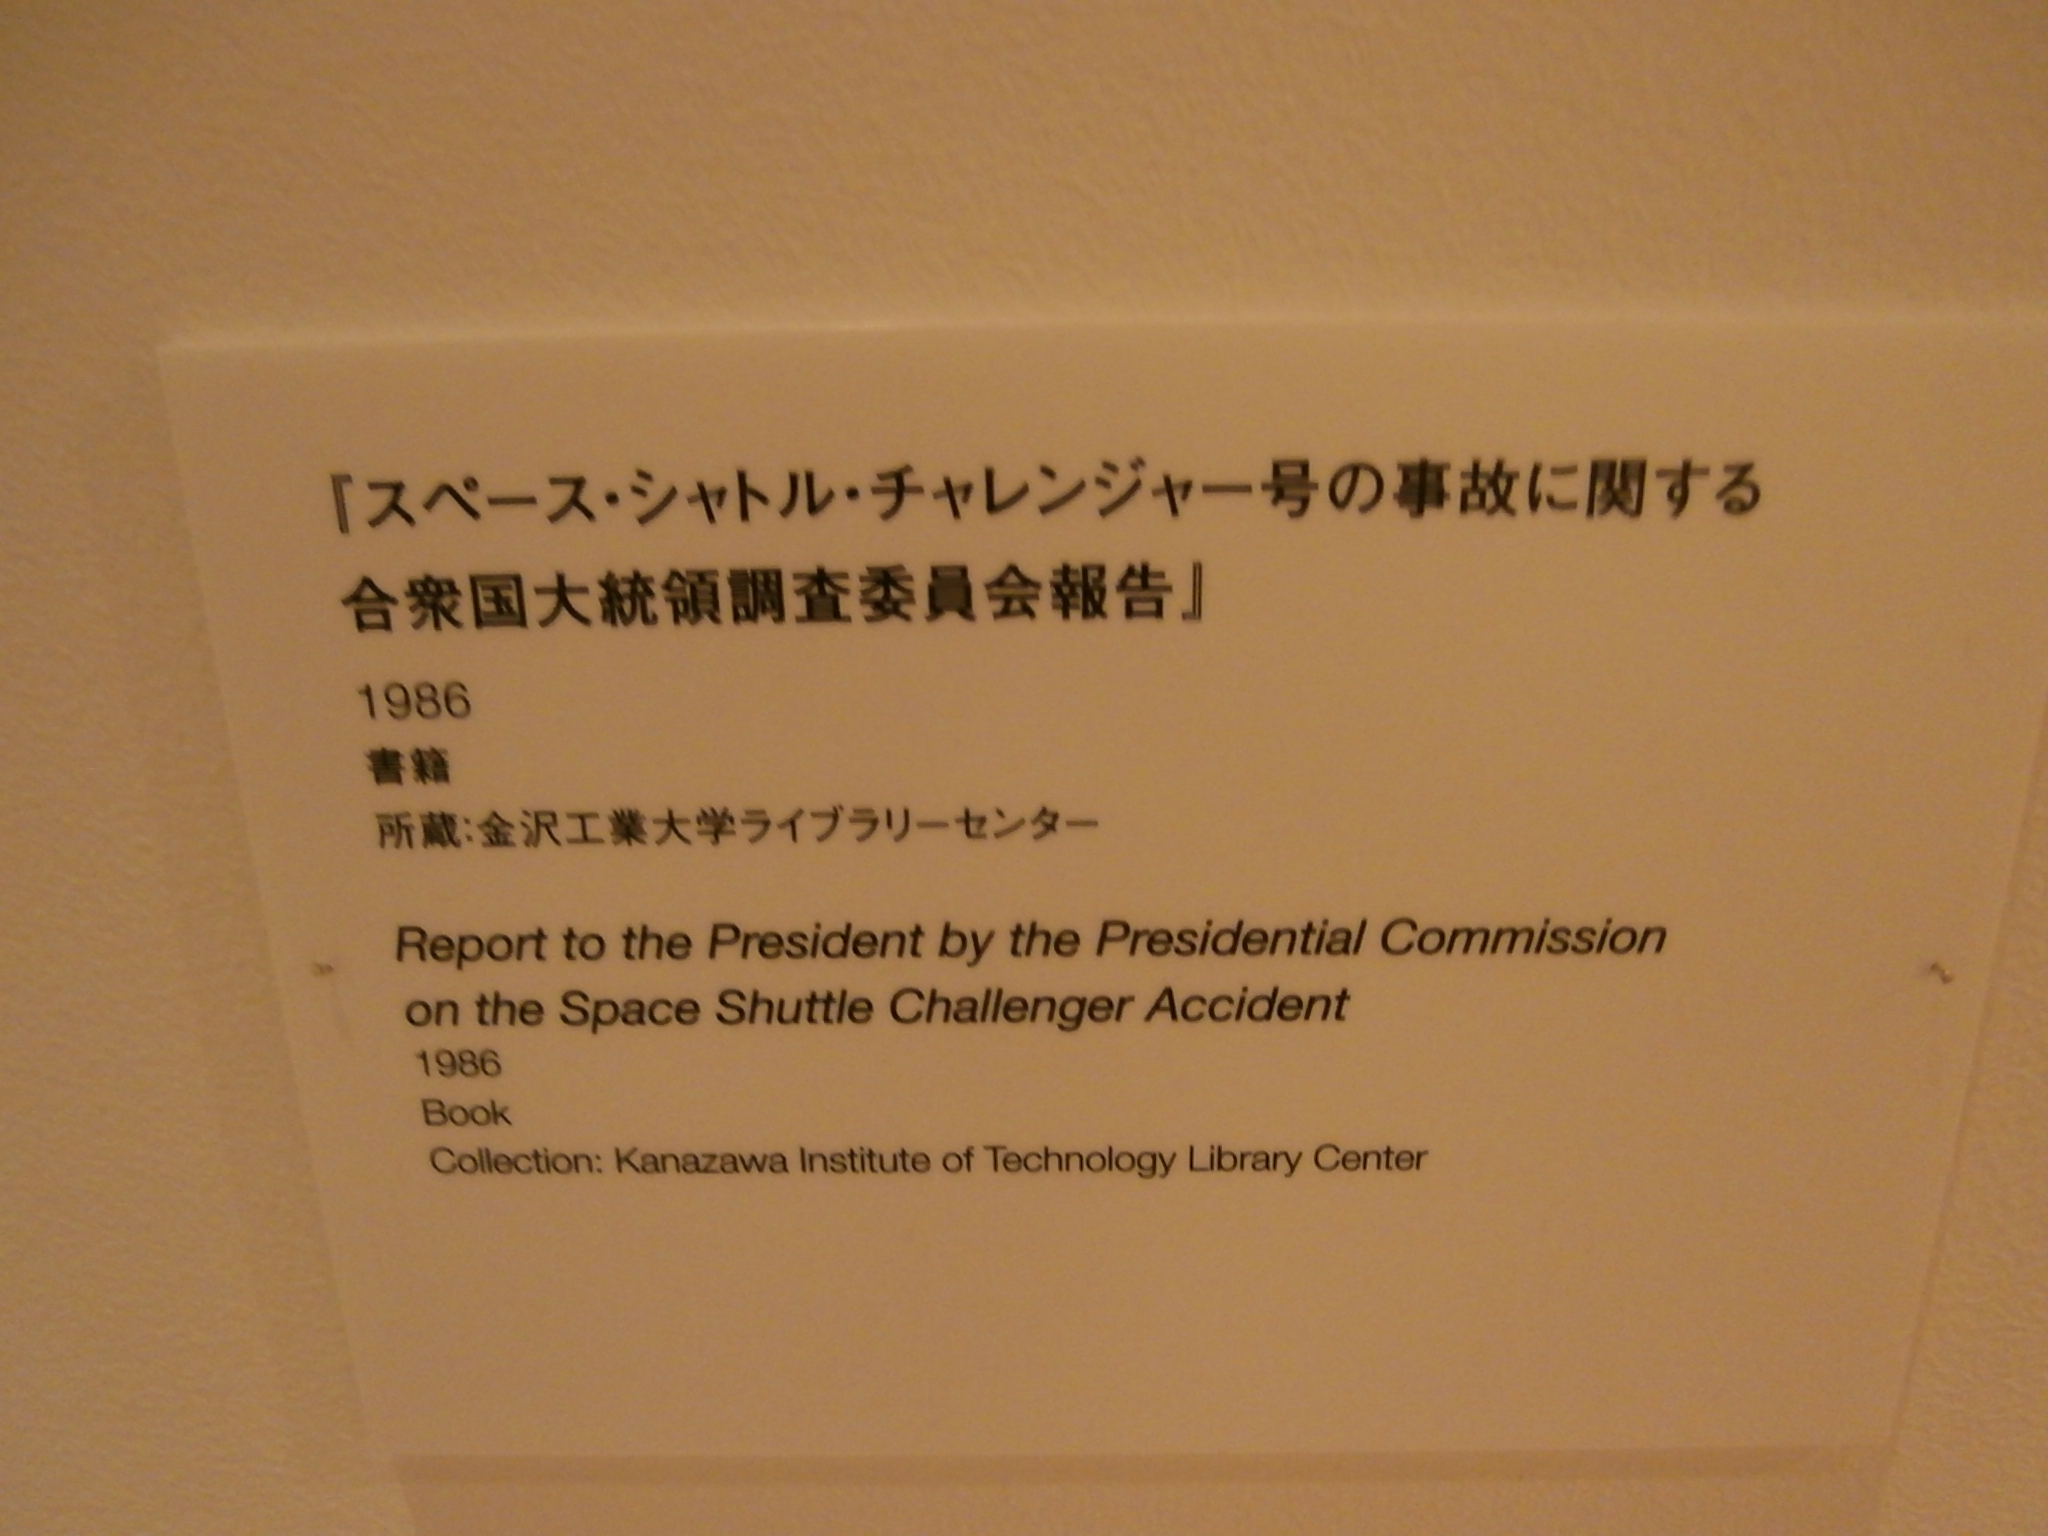 『スペース・シャトル・チャレンジャー号の事故に関する
合衆国大統領調査委員会報告』
1986
書籍
所蔵:金沢工業大学ライブラリーセンター
Report to the President by the Presidential Commission
on the Space Shuttle Challenger Accident
1986
Book
Collection: Kanazawa Institute of Technology Library Center